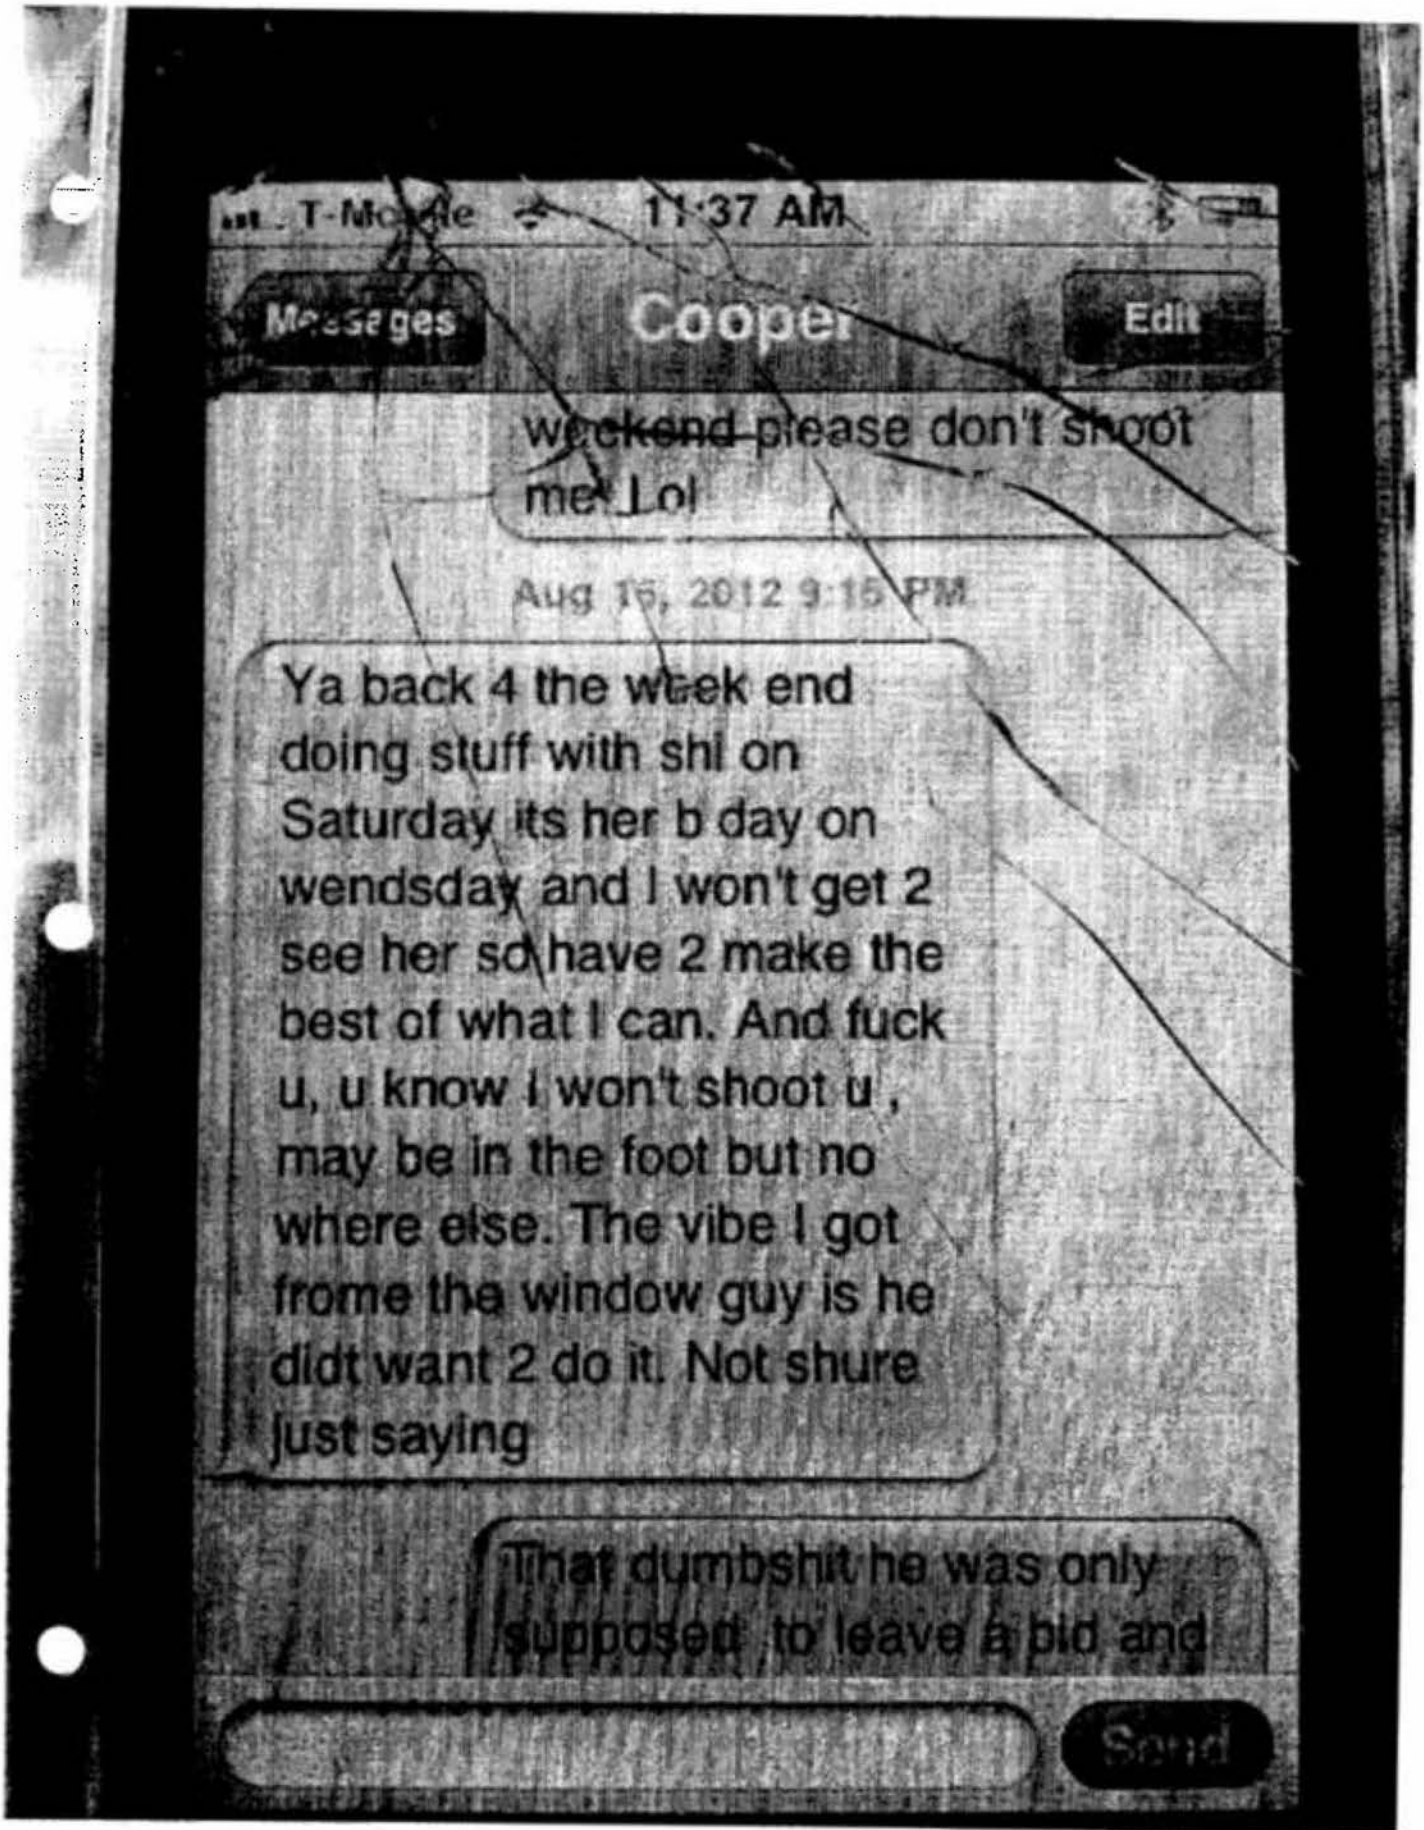 T-Mobile 11:37 AM
Messages Cooper Edit
weekend please don't shoot
me! Lol
Aug 15, 2012 9:15 PM
Ya back 4 the week end
doing stuff with shi on
Saturday its her b day on
wendsday and I won't get 2
see her so have 2 make the
best of what I can. And fuck
u, u know I won't shoot u ,
may be in the foot but no
where else. The vibe I got
frome the window guy is he
didt want 2 do it. Not shure
just saying
That dumbshit he was only
supposed to leave a bid and
Send